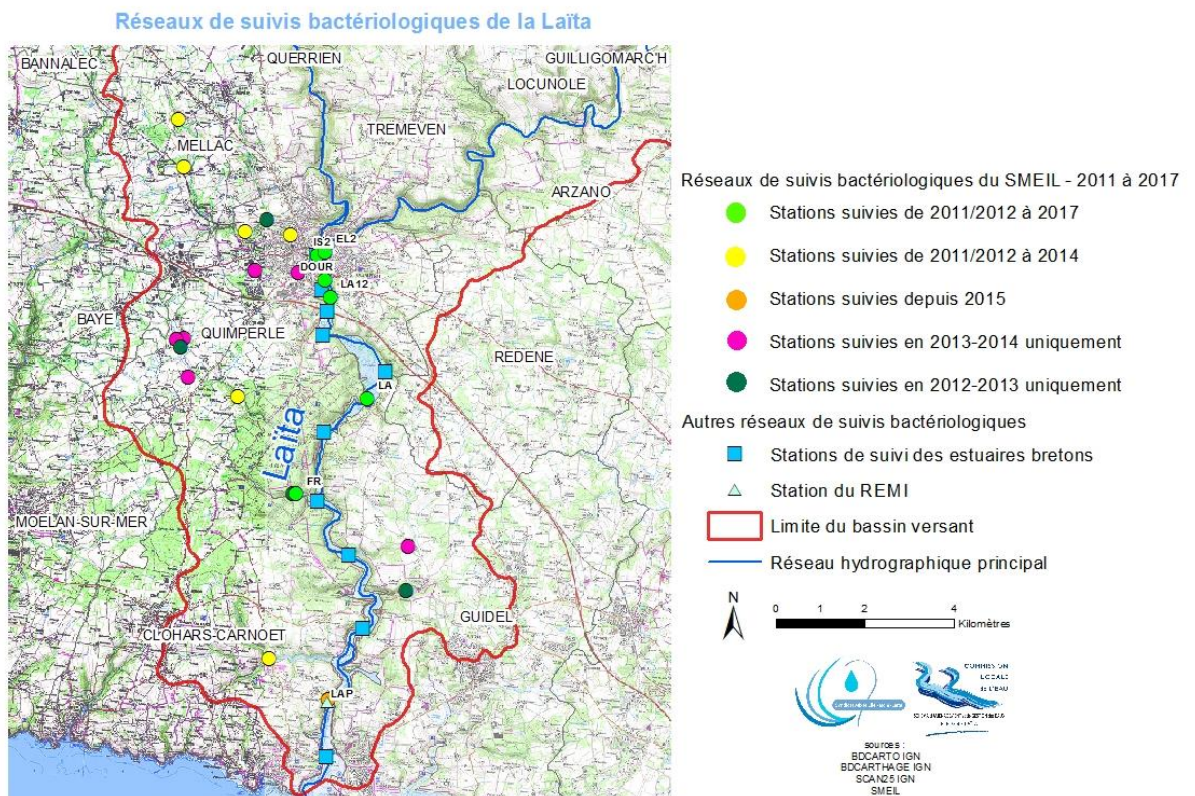 Réseaux de suivis bactériologiques de la Laïta
BANNALEC
QUERRIEN
GUILLIGOMARC'H
LOCUNOLE
TREMEVEN
MELLAC
ARZANO
IS2
EL2
DOUR
LA12
BAYE
QUIMPERLE
REDENE
LA
Laïta
FR
MOELAN-SUR-MER
GUIDEL
CLOHARS-CARNOET
LAP
Réseaux de suivis bactériologiques du SMEIL - 2011 à 2017
Stations suivies de 2011/2012 à 2017
Stations suivies de 2011/2012 à 2014
Stations suivies depuis 2015
Stations suivies en 2013-2014 uniquement
Stations suivies en 2012-2013 uniquement
Autres réseaux de suivis bactériologiques
Stations de suivi des estuaires bretons
Station du REMI
Limite du bassin versant
Réseau hydrographique principal
N
0 1 2 4
Kilomètres
COMMISSION
LOCALE
DE L'EAU
sources :
BDCARTO IGN
BDCARTHAGE IGN
SCAN25 IGN
SMEIL